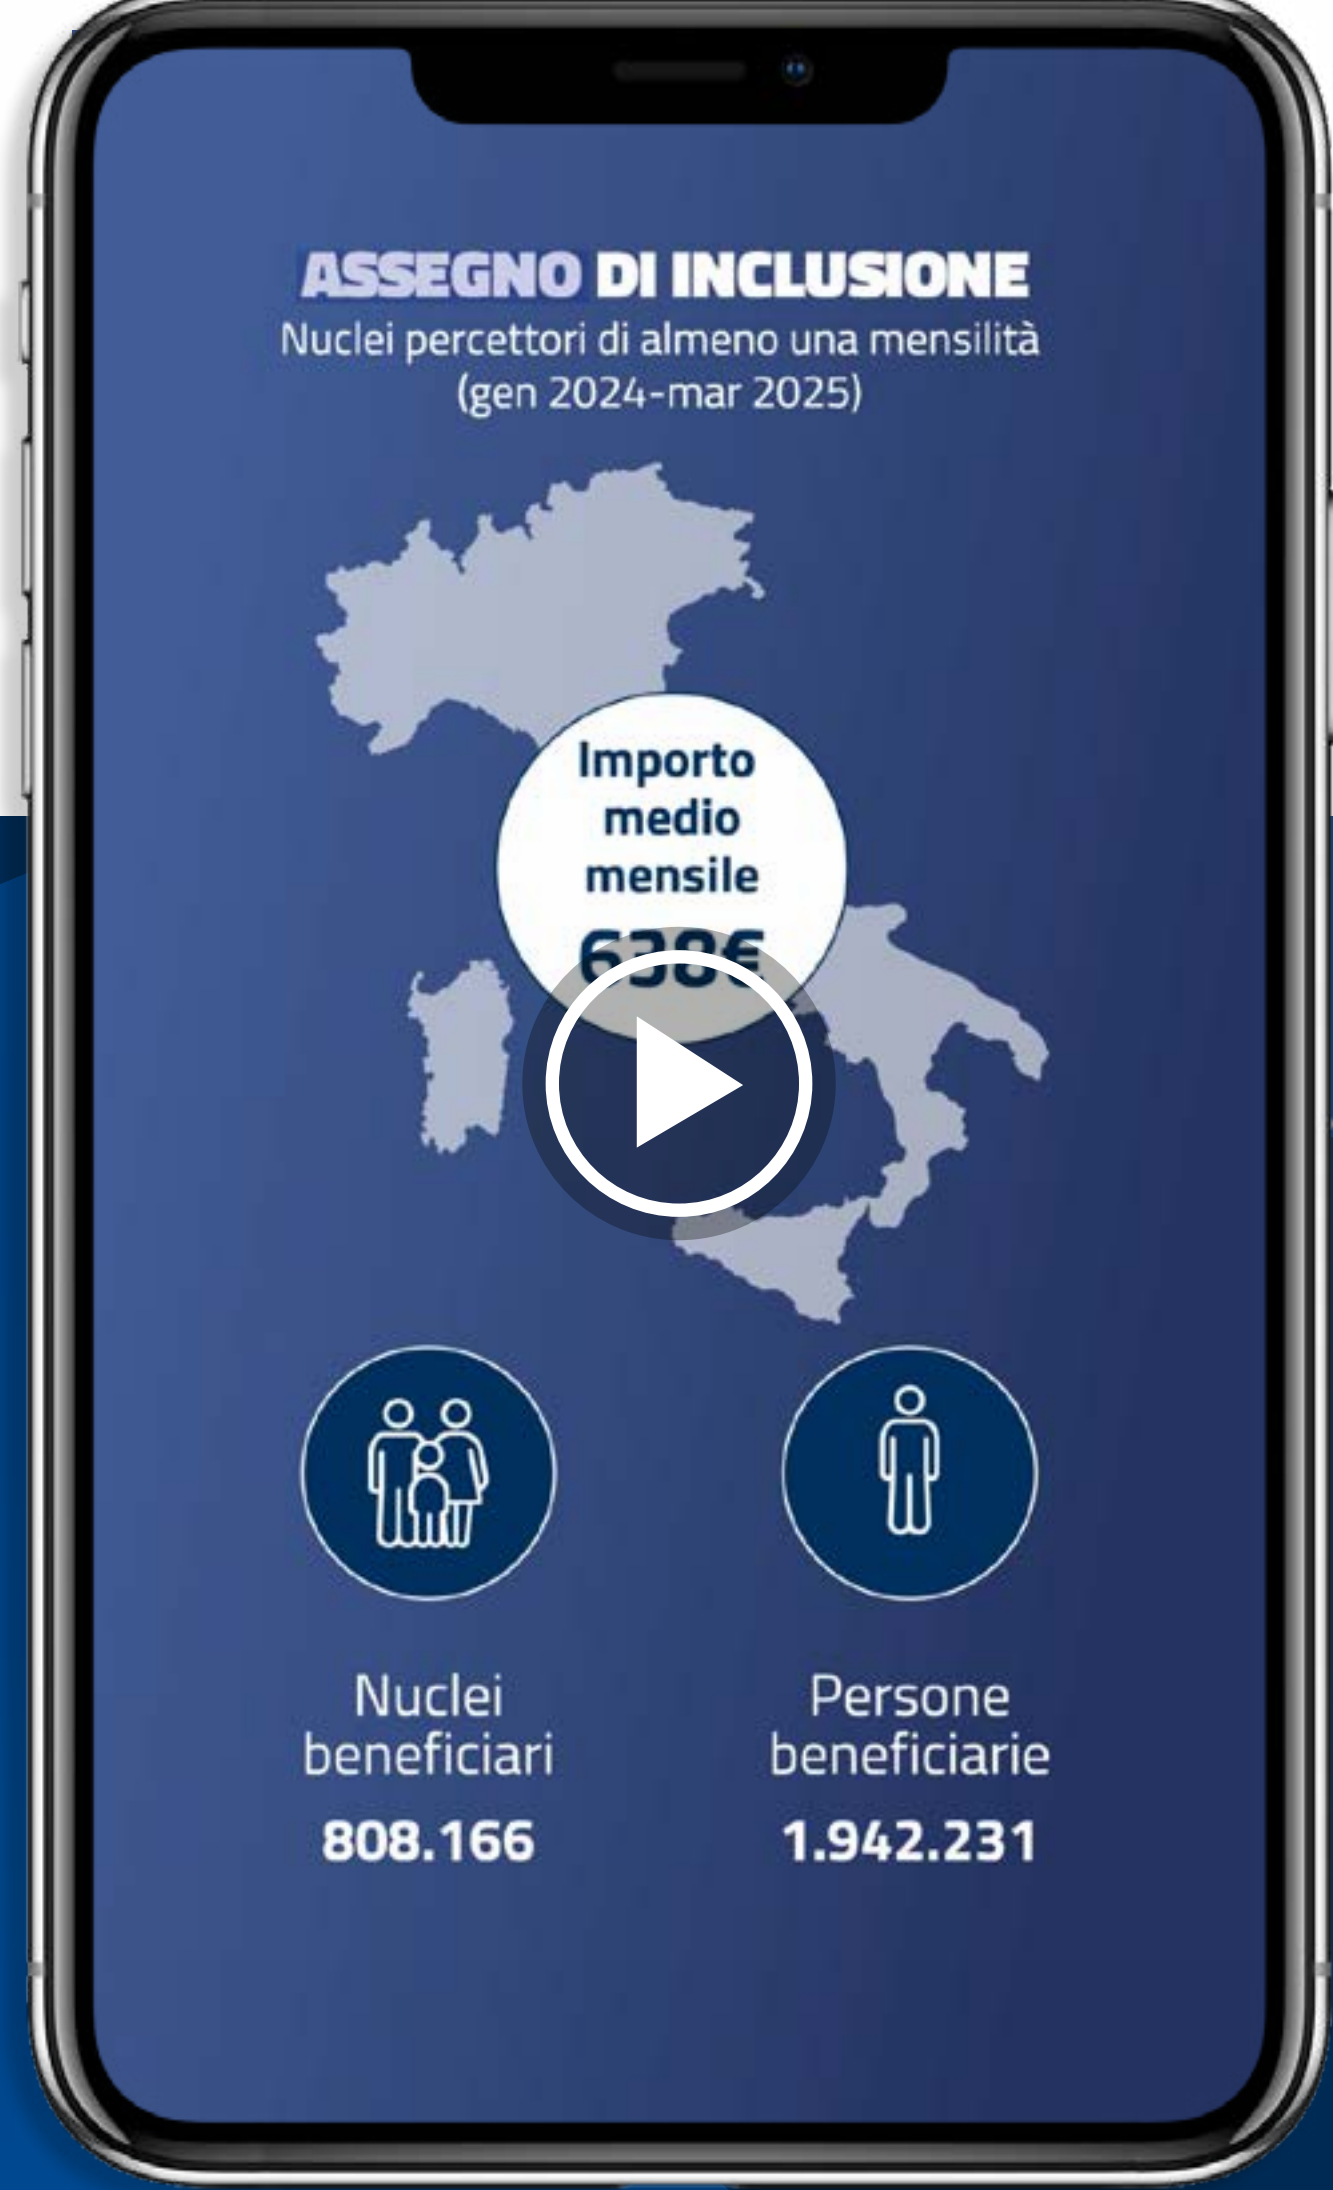 ASSEGNO DI INCLUSIONE
Nuclei percettori di almeno una mensilità
(gen 2024-mar 2025)
Importo
medio
mensile
638€
Nuclei
beneficiari
808.166
Persone
beneficiarie
1.942.231